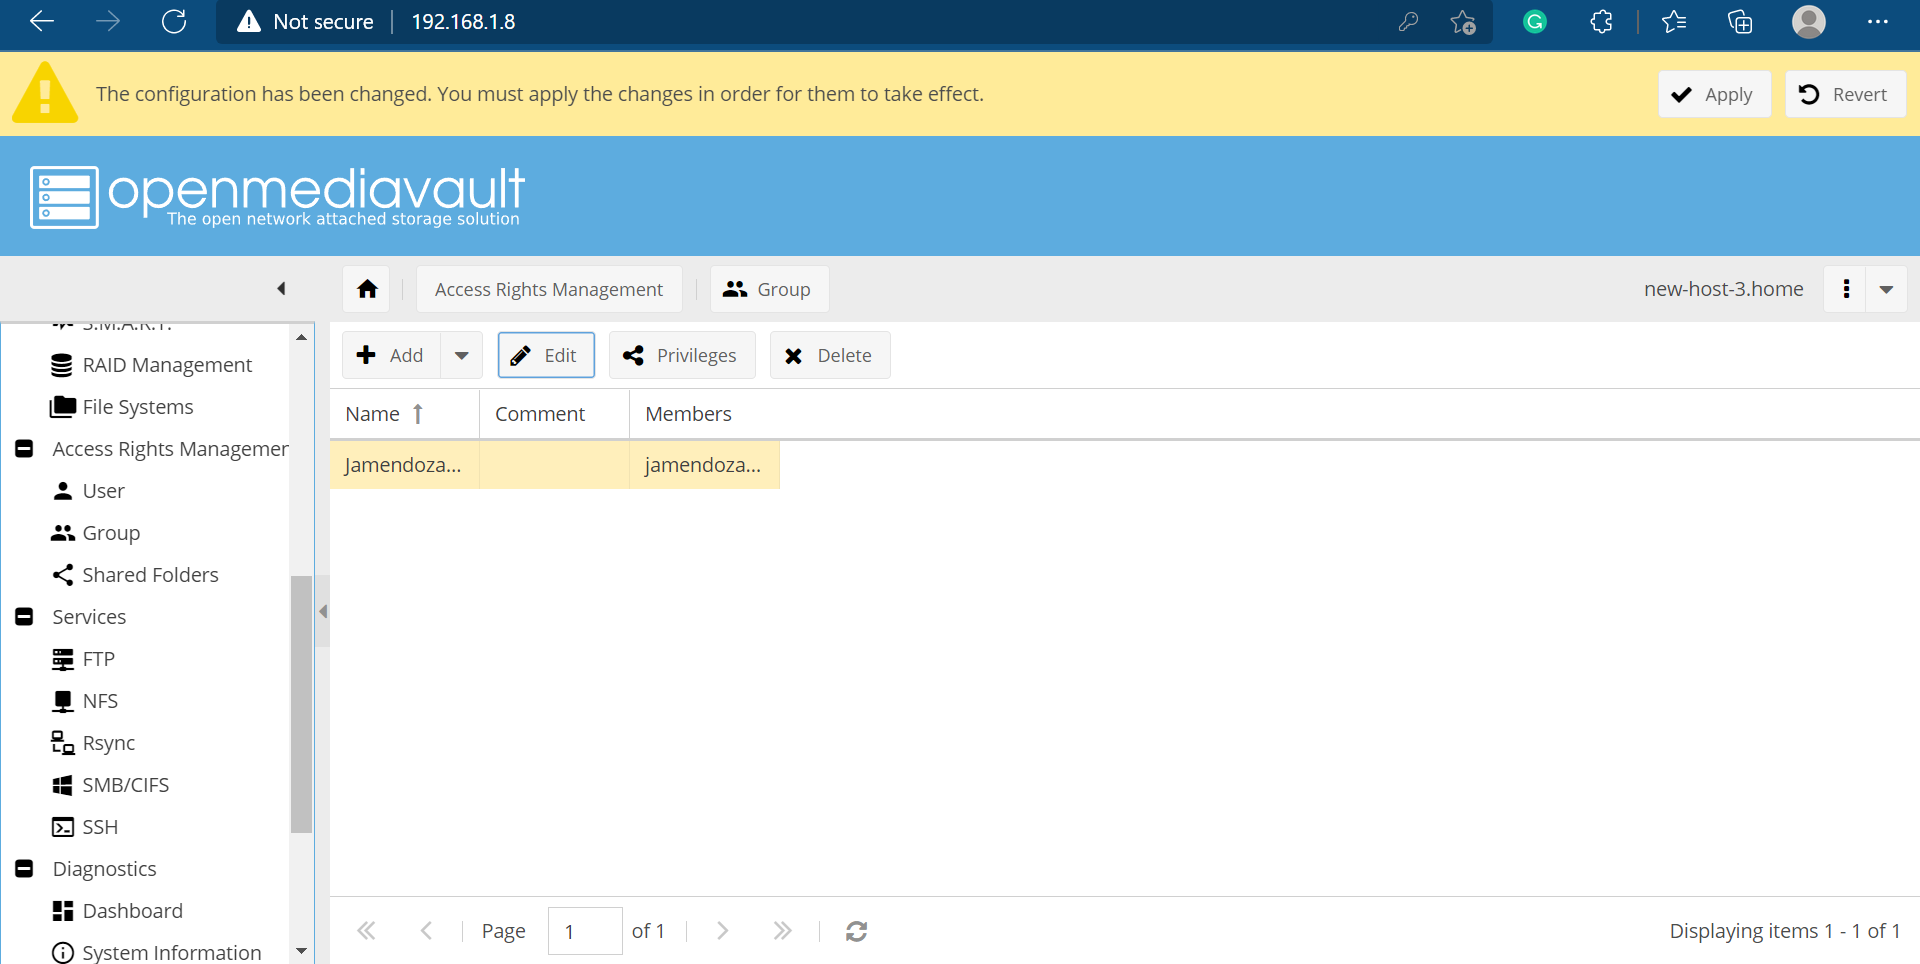 Not secure 192.168.1.8
The configuration has been changed. You must apply the changes in order for them to take effect.
Apply
Revert
openmediavault
The open network attached storage solution
Access Rights Management
Group
new-host-3.home
S.M.A.R.T.
RAID Management
File Systems
Access Rights Managemen
User
Group
Shared Folders
Services
FTP
NFS
Rsync
SMB/CIFS
SSH
Diagnostics
Dashboard
System Information
Add
Edit
Privileges
Delete
Name Comment Members
Jamendoza... jamendoza...
Page 1 of 1
Displaying items 1 - 1 of 1